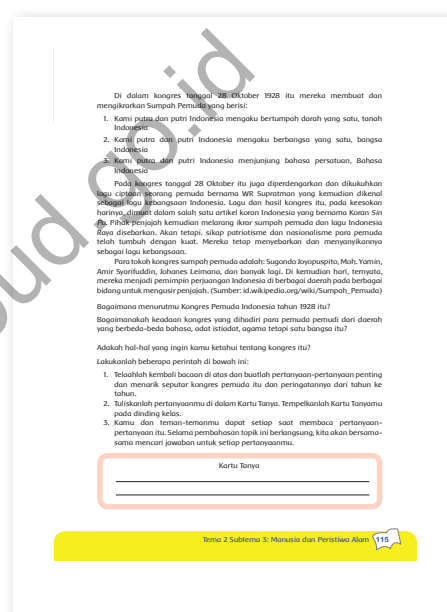 Di dalam kongres tanggal 28 Oktober 1928 itu mereka membuat dan
mengikrarkan Sumpah Pemuda yang berisi:
1. Kami putra dan putri Indonesia mengaku bertumpah darah yang satu, tanah
Indonesia
2. Kami putra dan putri Indonesia mengaku berbangsa yang satu, bangsa
Indonesia
3. Kami putra dan putri Indonesia menjunjung bahasa persatuan, Bahasa
Indonesia
Pada kongres tanggal 28 Oktober itu juga diperdengarkan dan dikukuhkan
lagu ciptaan seorang pemuda bernama WR Supratman yang kemudian dikenal
sebagai lagu kebangsaan Indonesia. Lagu dan hasil kongres itu, pada keesokan
harinya, dimuat dalam salah satu artikel koran Indonesia yang bernama Koran Sin
Po. Pihak penjajah kemudian melarang ikrar sumpah pemuda dan lagu Indonesia
Raya disebarkan. Akan tetapi, sikap patriotisme dan nasionalisme para pemuda
telah tumbuh dengan kuat. Mereka tetap menyebarkan dan menyanyikannya
sebagai lagu kebangsaan.
Para tokoh kongres sumpah pemuda adalah: Sugondo Joyopuspito, Moh. Yamin,
Amir Syarifuddin, Johanes Leimana, dan banyak lagi. Di kemudian hari, ternyata,
mereka menjadi pemimpin perjuangan Indonesia di berbagai daerah pada berbagai
bidang untuk mengusir penjajah. (Sumber: id.wikipedia.org/wiki/Sumpah_Pemuda)
Bagaimana menurutmu Kongres Pemuda Indonesia tahun 1928 itu?
Bagaimanakah keadaan kongres yang dihadiri para pemuda pemudi dari daerah
yang berbeda-beda bahasa, adat istiadat, agama tetapi satu bangsa itu?
Adakah hal-hal yang ingin kamu ketahui tentang kongres itu?
Lakukanlah beberapa perintah di bawah ini:
1. Telaahlah kembali bacaan di atas dan buatlah pertanyaan-pertanyaan penting
dan menarik seputar kongres pemuda itu dan peringatannya dari tahun ke
tahun.
2. Tuliskanlah pertanyaanmu di dalam Kartu Tanya. Tempelkanlah Kartu Tanyamu
pada dinding kelas.
3. Kamu dan teman-temanmu dapat setiap saat membaca pertanyaan-
pertanyaan itu. Selama pembahasan topik ini berlangsung, kita akan bersama-
sama mencari jawaban untuk setiap pertanyaanmu.
Kartu Tanya
Tema 2 Subtema 3: Manusia dan Peristiwa Alam 115
ud.go.id